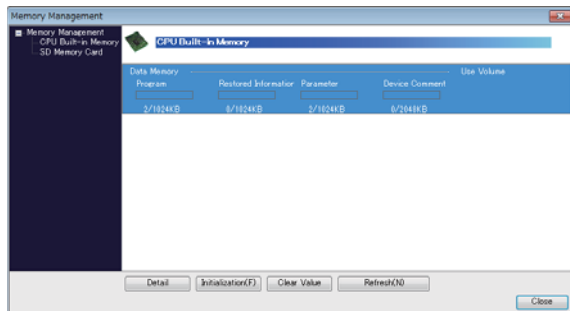 Memory Management
Memory Management
CPU Built-in Memory
SD Memory Card
CPU Built-in Memory
Data Memory Use Volume
Program Restored Informatior Parameter Device Comment
2/1024KB 0/1024KB 2/1024KB 0/2048KB
Detail Initialization(F) Clear Value Refresh(N)
Close